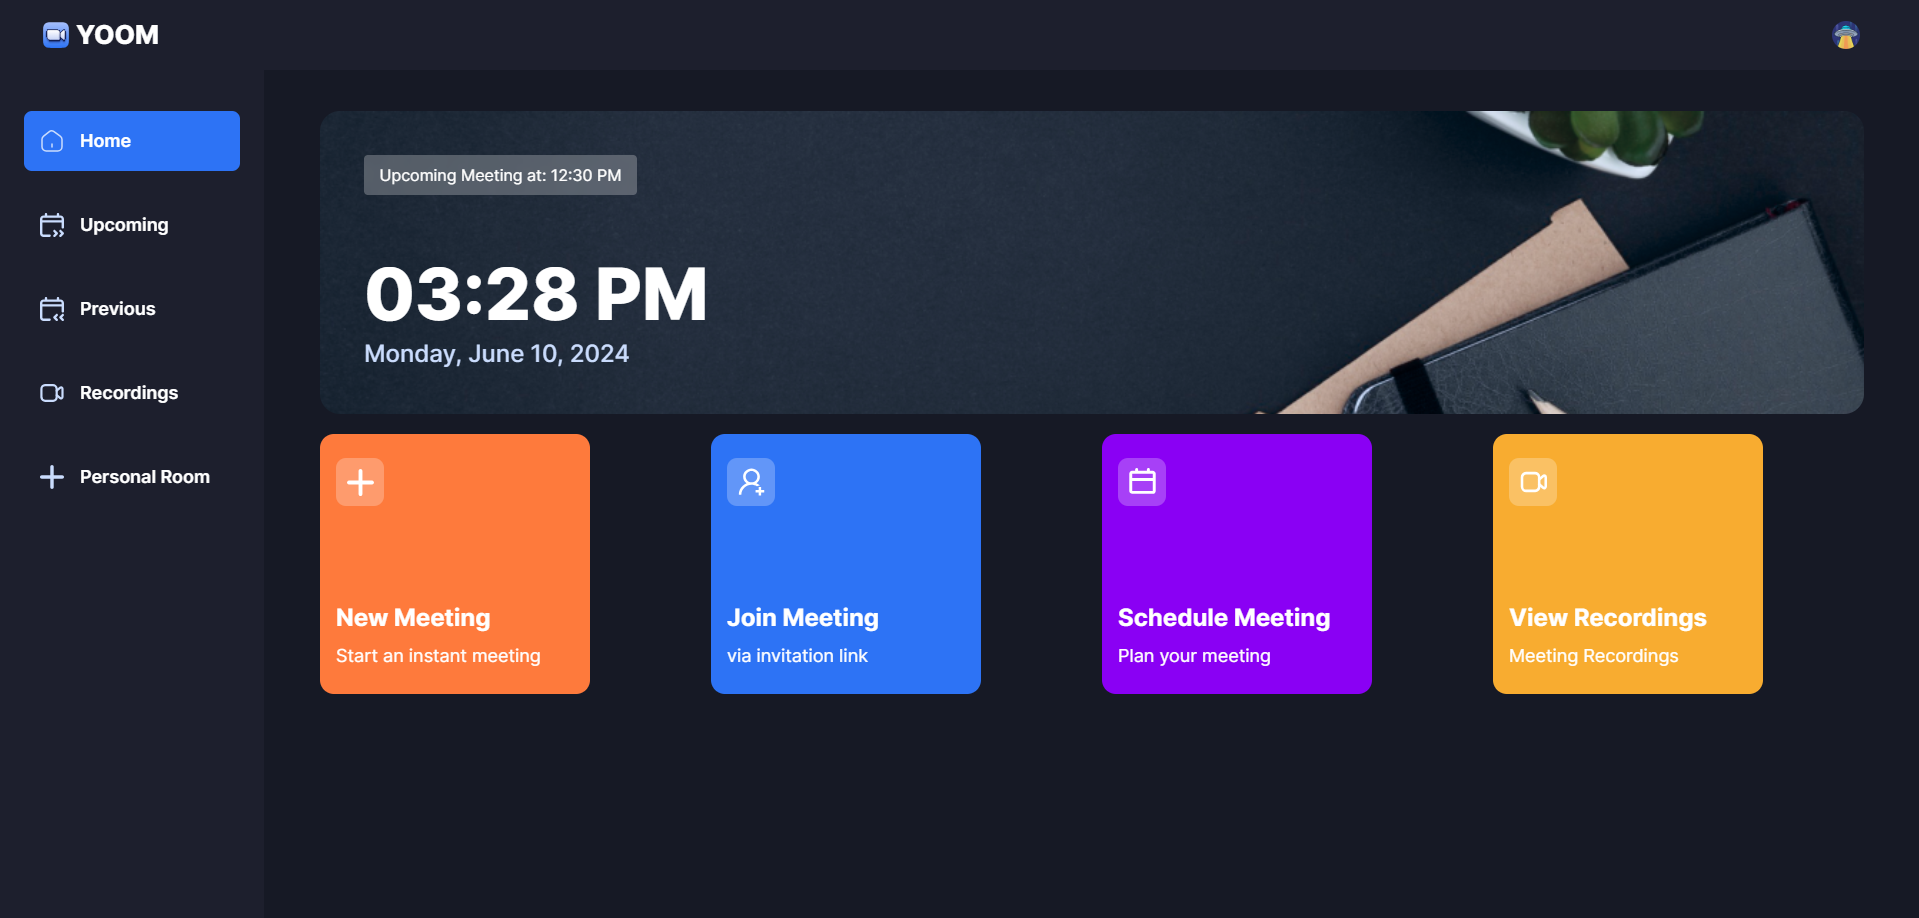 YOOM
Home
Upcoming
Previous
Recordings
Personal Room
Upcoming Meeting at: 12:30 PM
03:28 PM
Monday, June 10, 2024
New Meeting
Start an instant meeting
Join Meeting
via invitation link
Schedule Meeting
Plan your meeting
View Recordings
Meeting Recordings